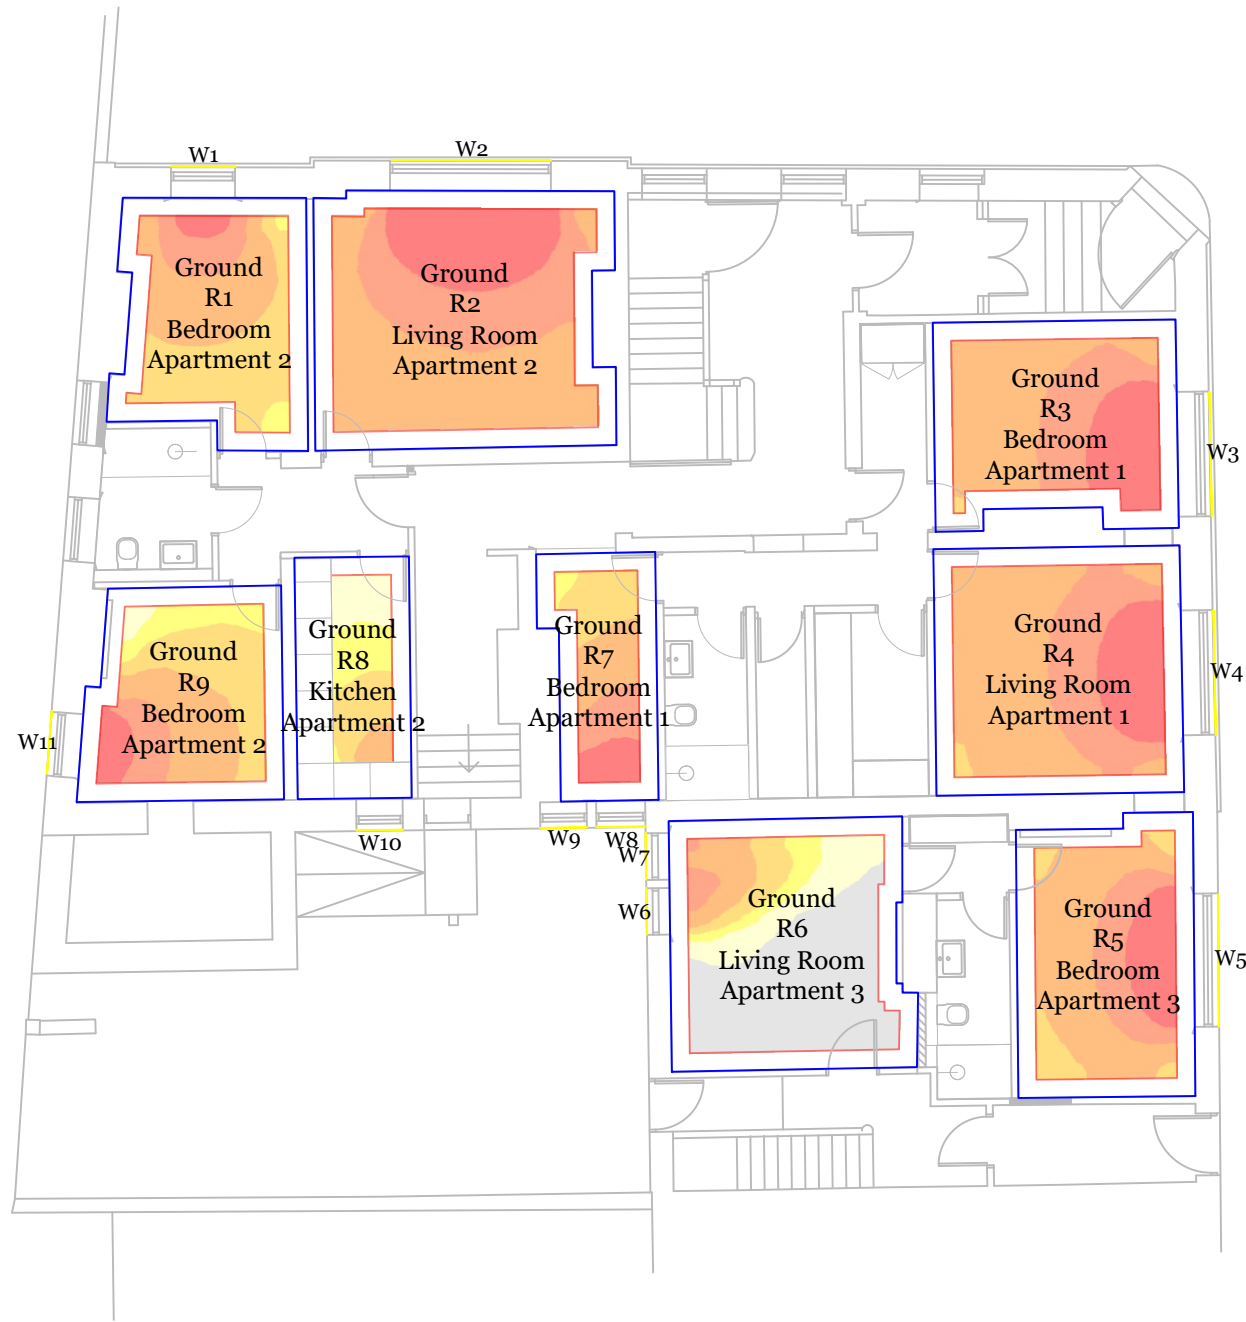 W1
W2
Ground
R1
Bedroom
Apartment 2
Ground
R2
Living Room
Apartment 2
Ground
R3
Bedroom
Apartment 1
W3
Ground
R4
Living Room
Apartment 1
W4
Ground
R9
Bedroom
Apartment 2
W11
Ground
R8
Kitchen
Apartment 2
Ground
R7
Bedroom
Apartment 1
W10
W9
W8
W7
W6
Ground
R6
Living Room
Apartment 3
Ground
R5
Bedroom
Apartment 3
W5